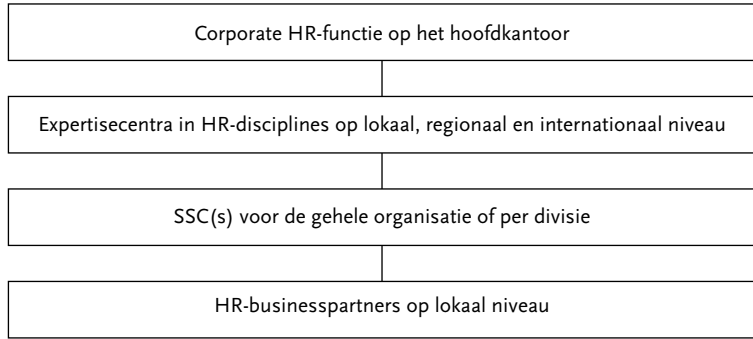 Corporate HR-functie op het hoofdkantoor
Expertisecentra in HR-disciplines op lokaal, regionaal en internationaal niveau
SSC(s) voor de gehele organisatie of per divisie
HR-businesspartners op lokaal niveau